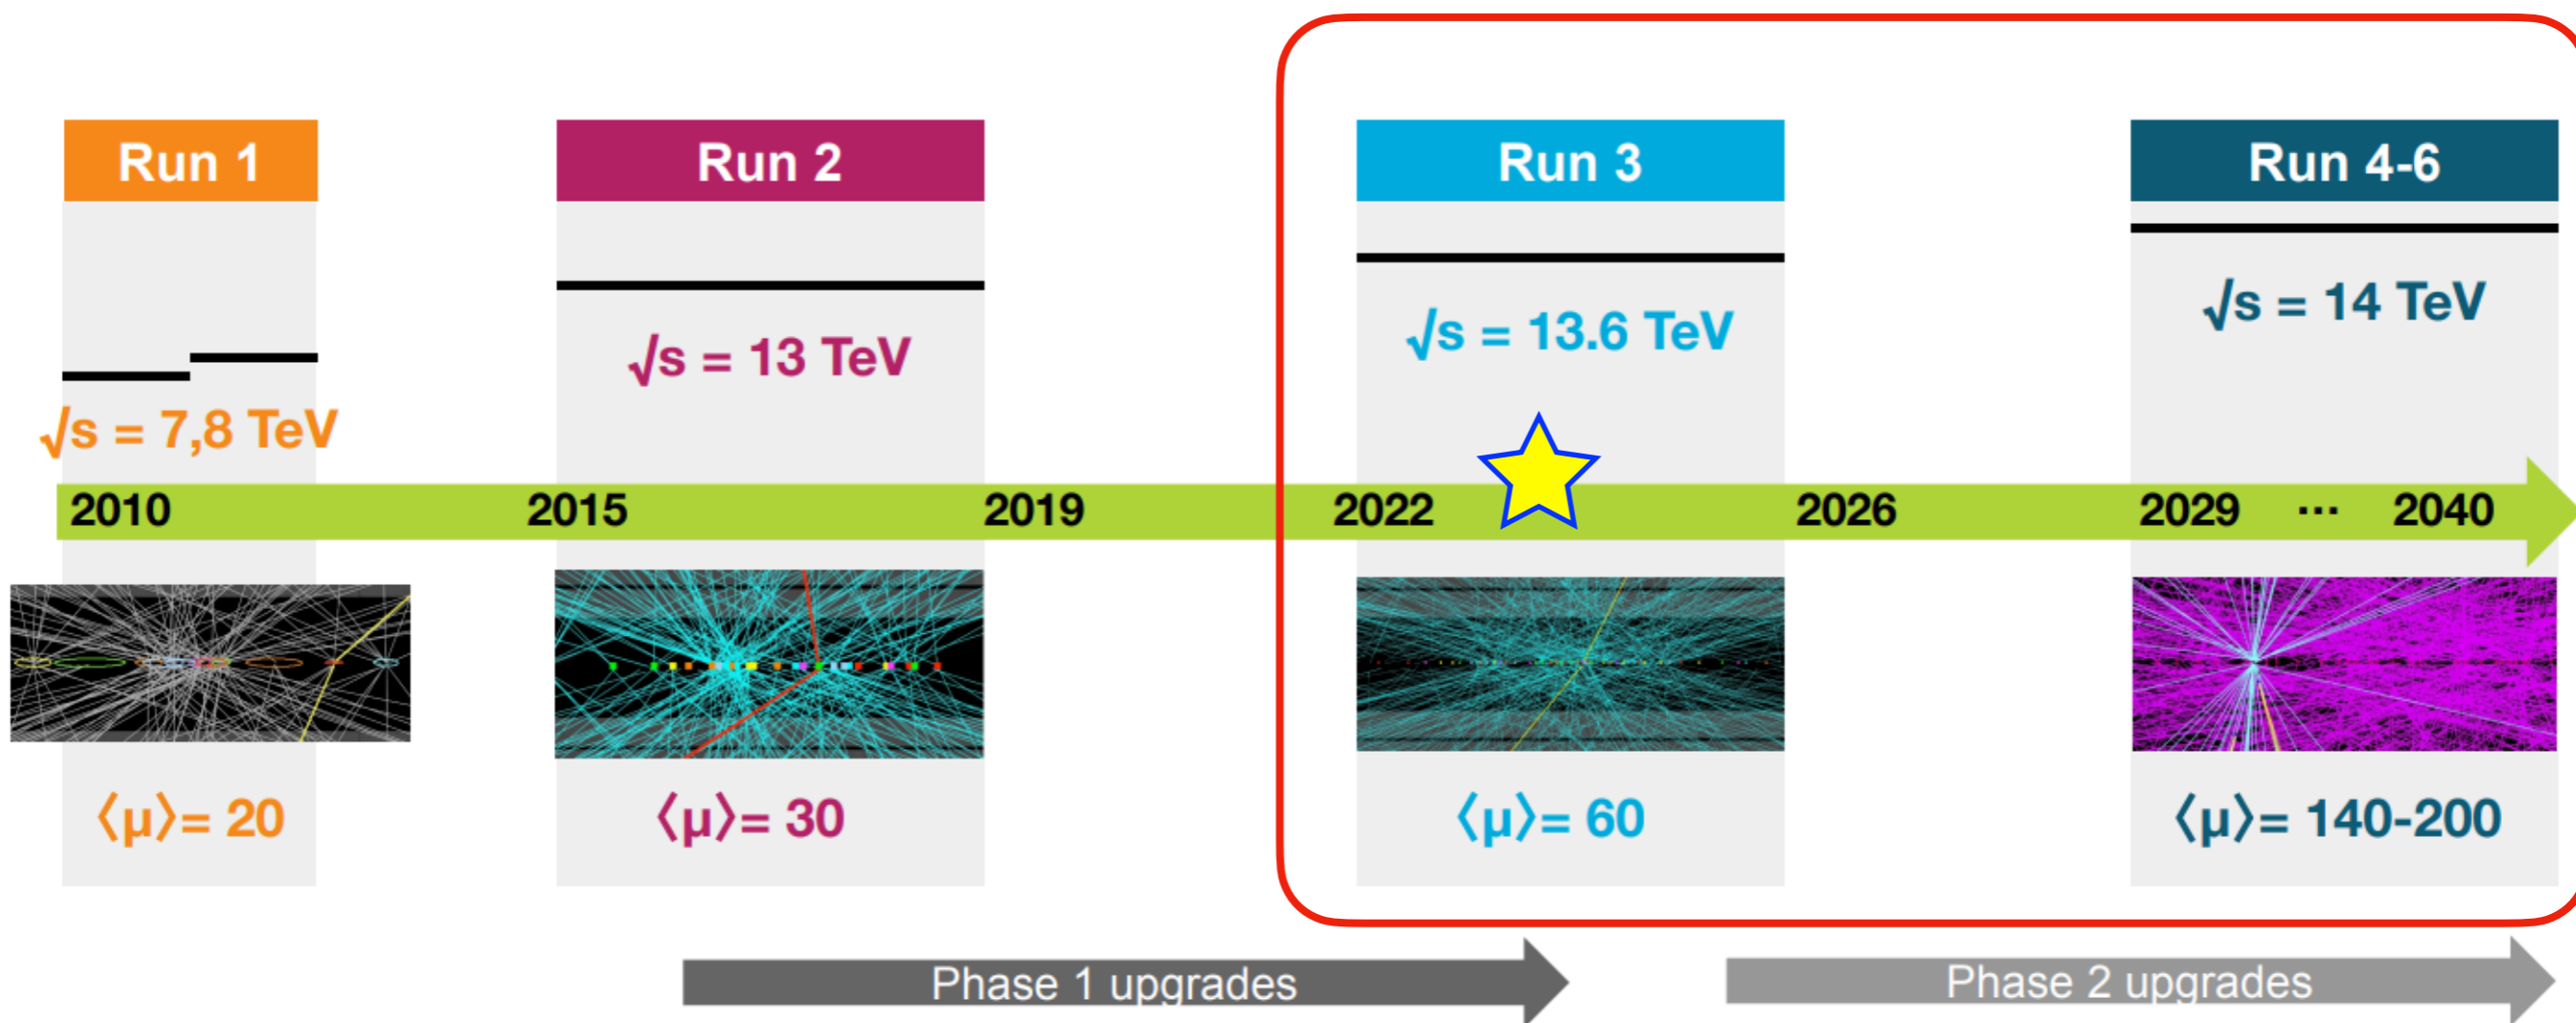 Run 1
Run 2
Run 3
Run 4-6
√s = 7,8 TeV
√s = 13 TeV
√s = 13.6 TeV
√s = 14 TeV
2010 2015 2019 2022 2026 2029 ... 2040
⟨μ⟩= 20
⟨μ⟩= 30
⟨μ⟩= 60
⟨μ⟩= 140-200
Phase 1 upgrades
Phase 2 upgrades